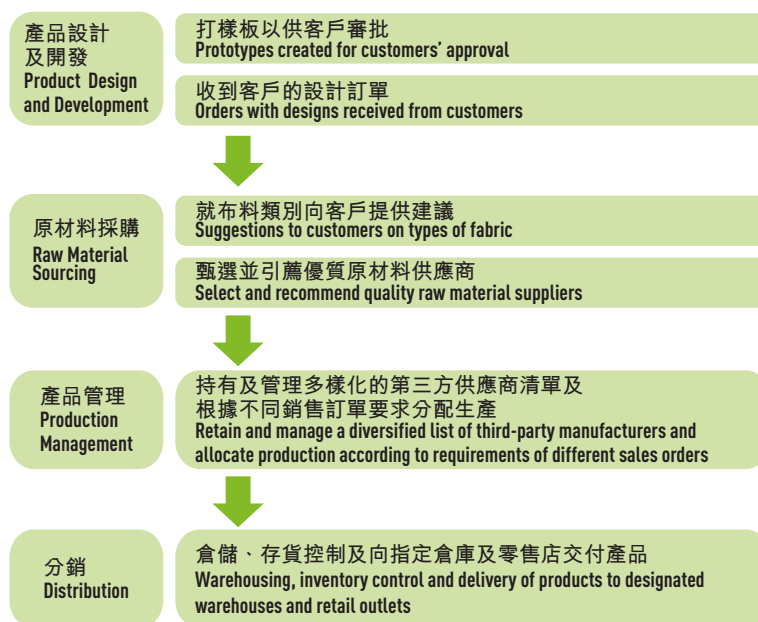 產品設計
及開發
Product Design
and Development
打樣板以供客戶審批
Prototypes created for customers’ approval
收到客戶的設計訂單
Orders with designs received from customers
原材料採購
Raw Material
Sourcing
就布料類別向客戶提供建議
Suggestions to customers on types of fabric
甄選並引薦優質原材料供應商
Select and recommend quality raw material suppliers
產品管理
Production
Management
持有及管理多樣化的第三方供應商清單及
根據不同銷售訂單要求分配生產
Retain and manage a diversified list of third-party manufacturers and
allocate production according to requirements of different sales orders
分銷
Distribution
倉儲、存貨控制及向指定倉庫及零售店交付產品
Warehousing, inventory control and delivery of products to designated
warehouses and retail outlets